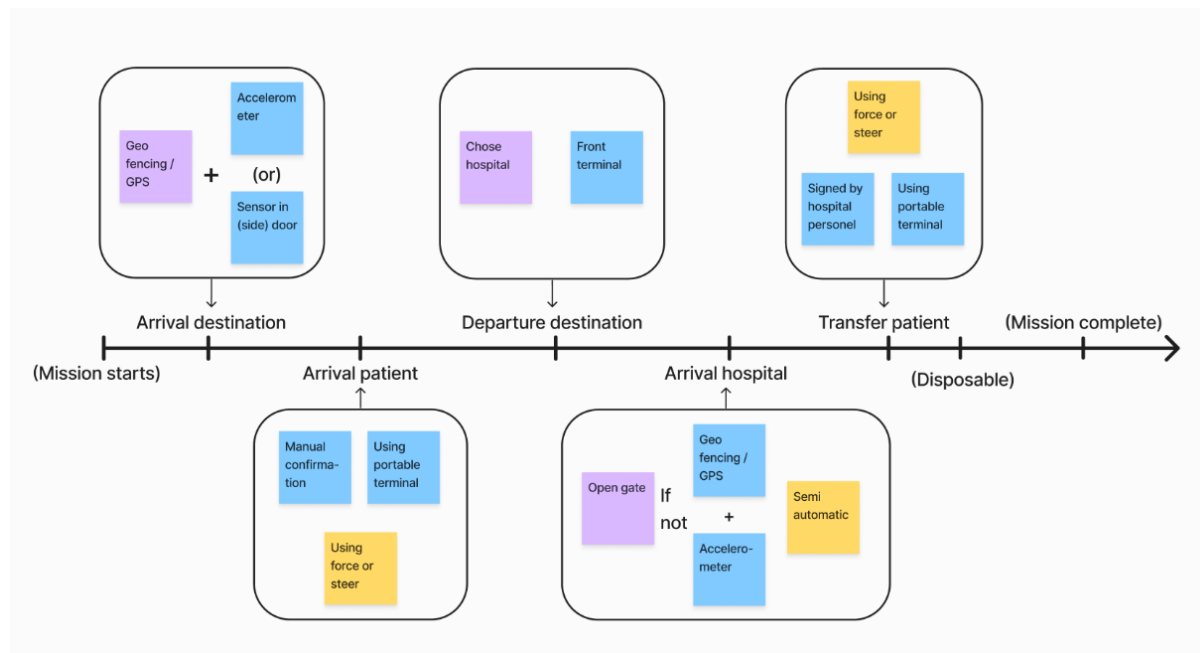 Geo
fencing /
GPS
+
Accelerom
eter
(or)
Sensor in
(side) door
Chose
hospital
Front
terminal
Using
force or
steer
Signed by
hospital
personel
Using
portable
terminal
Arrival destination
Departure destination
Transfer patient
(Mission complete)
(Mission starts)
Arrival patient
Arrival hospital
(Disposable)
Manual
confirma-
tion
Using
portable
terminal
Using
force or
steer
Open gate
If
not
Geo
fencing /
GPS
+
Accelero-
meter
Semi
automatic